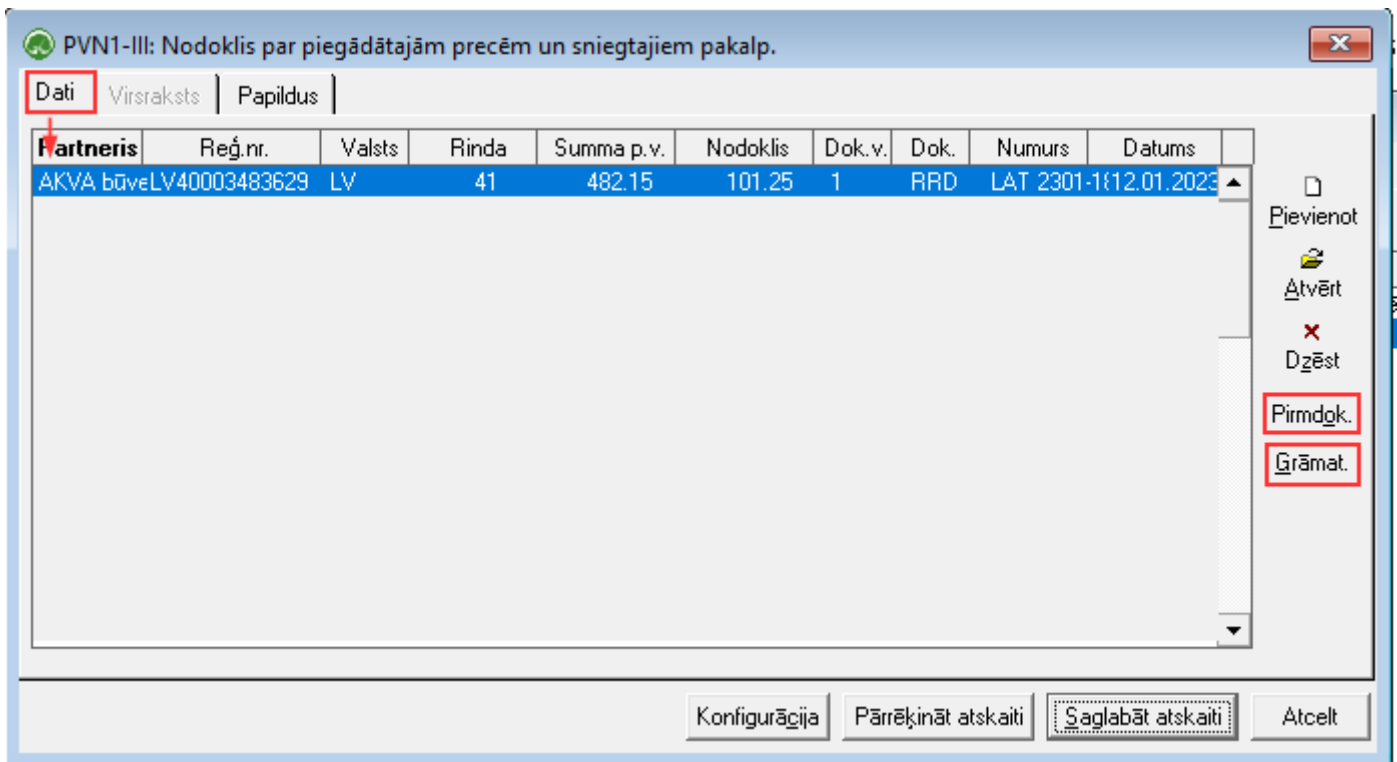 PVN1-III: Nodoklis par piegādātajām precēm un sniegtajiem pakalp.
Dati Virsraksts Papildus
Partneris Reģ.nr. Valsts Rinda Summa p.v. Nodoklis Dok.v. Dok. Numurs Datums
AKVA būve LV40003483629 LV 41 482.15 101.25 1 RRD LAT 2301-18 12.01.2023
Pievienot
Atvērt
Dzēst
Pirmdok.
Grāmat.
Konfigurācija Pārrēķināt atskaiti Saglabāt atskaiti Atcelt